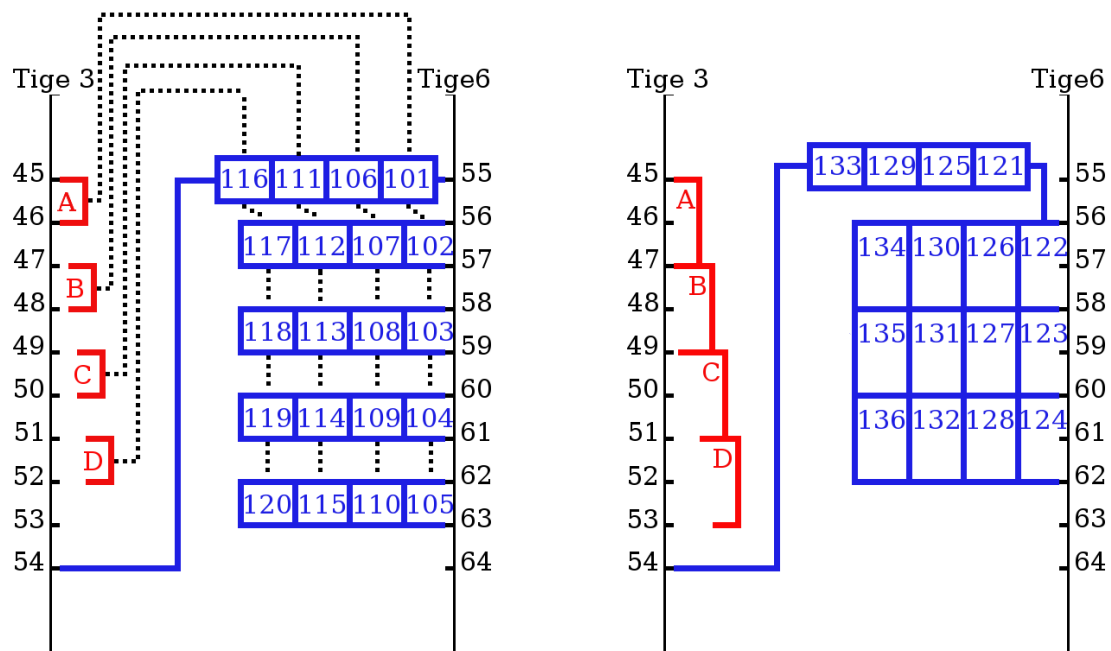 Tige 3 Tige6 Tige 3 Tige6
133 129 125 121
45 116 111 106 101 55 45 55
A A
46 56 46 56
117 112 107 102 134 130 126 122
47 57 47 57
B B
48 58 48 58
118 113 108 103 135 131 127 123
49 59 49 59
C C
50 60 50 60
119 114 109 104 136 132 128 124
51 61 51 61
D D
52 62 52 62
120 115 110 105
53 63 53 63
54 64 54 64